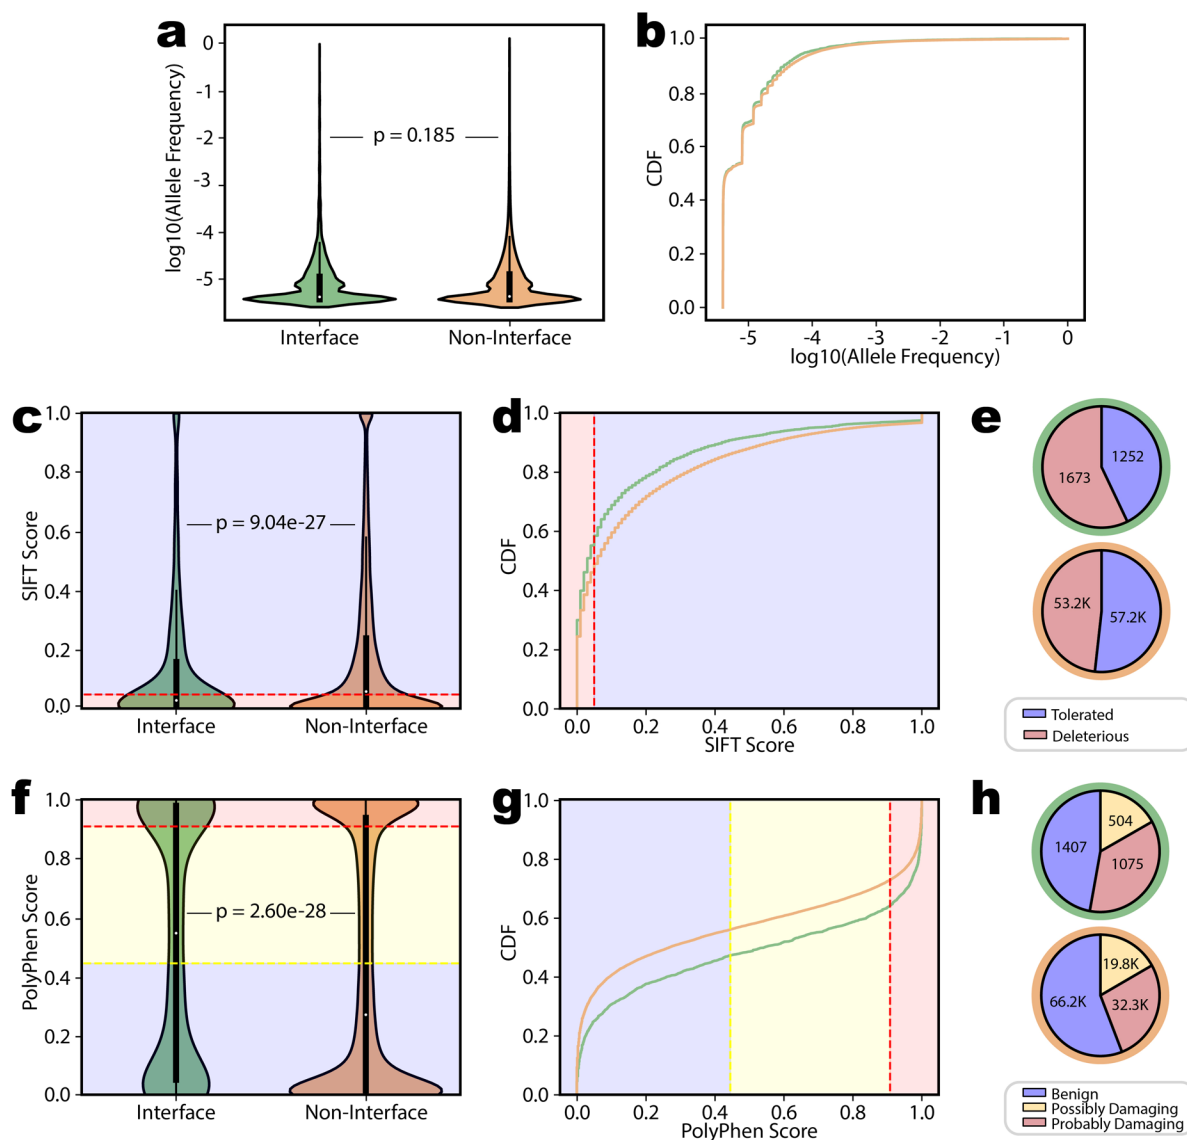 a
0
-1
-2
-3
-4
-5
log10(Allele Frequency)
p = 0.185
Interface
Non-Interface
b
1.0
0.8
0.6
0.4
0.2
0.0
CDF
-5
-4
-3
-2
-1
0
log10(Allele Frequency)
c
1.0
0.8
0.6
0.4
0.2
0.0
SIFT Score
p = 9.04e-27
Interface
Non-Interface
d
1.0
0.8
0.6
0.4
0.2
0.0
CDF
0.0
0.2
0.4
0.6
0.8
1.0
SIFT Score
e
1252
1673
53.2K
57.2K
Tolerated
Deleterious
f
1.0
0.8
0.6
0.4
0.2
0.0
PolyPhen Score
p = 2.60e-28
Interface
Non-Interface
g
1.0
0.8
0.6
0.4
0.2
0.0
CDF
0.0
0.2
0.4
0.6
0.8
1.0
PolyPhen Score
h
504
1407
1075
19.8K
66.2K
32.3K
Benign
Possibly Damaging
Probably Damaging